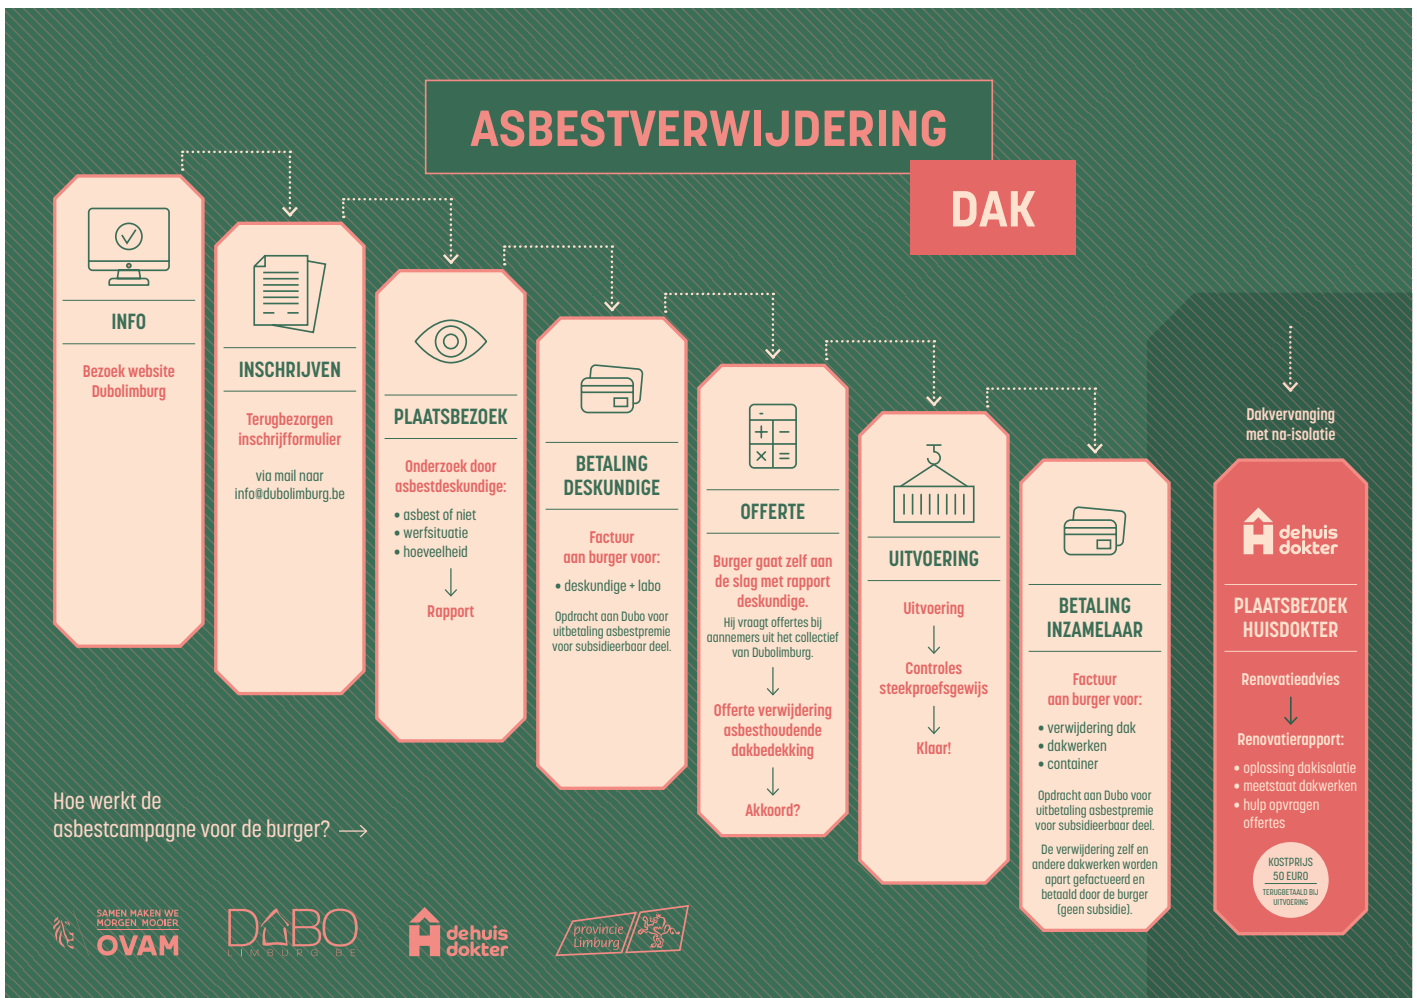 ASBESTVERWIJDERING
DAK
INFO
Bezoek website
Dubolimburg
INSCHRIJVEN
Terugbezorgen
inschrijfformulier
via mail naar
info@dubolimburg.be
PLAATSBEZOEK
Onderzoek door
asbestdeskundige:
• asbest of niet
• werfsituatie
• hoeveelheid
Rapport
BETALING
DESKUNDIGE
Factuur
aan burger voor:
• deskundige + labo
Opdracht aan Dubo voor
uitbetaling asbestpremie
voor subsidieerbaar deel.
OFFERTE
Burger gaat zelf aan
de slag met rapport
deskundige.
Hij vraagt offertes bij
aannemers uit het collectief
van Dubolimburg.
Offerte verwijdering
asbesthoudende
dakbedekking
Akkoord?
UITVOERING
Uitvoering
Controles
steekproefsgewijs
Klaar!
BETALING
INZAMELAAR
Factuur
aan burger voor:
• verwijdering dak
• dakwerken
• container
Opdracht aan Dubo voor
uitbetaling asbestpremie
voor subsidieerbaar deel.
De verwijdering zelf en
andere dakwerken worden
apart gefactueerd en
betaald door de burger
(geen subsidie).
Dakvervanging
met na-isolatie
dehuis
dokter
PLAATSBEZOEK
HUISDOKTER
Renovatieadvies
Renovatierapport:
• oplossing dakisolatie
• meetstaat dakwerken
• hulp opvragen
offertes
KOSTPRIJS
50 EURO
TERUGBETAALD BIJ
UITVOERING
Hoe werkt de
asbestcampagne voor de burger?
SAMEN MAKEN WE
MORGEN MOOIER
OVAM
DUBO
LIMBURG BE
dehuis
dokter
provincie
Limburg